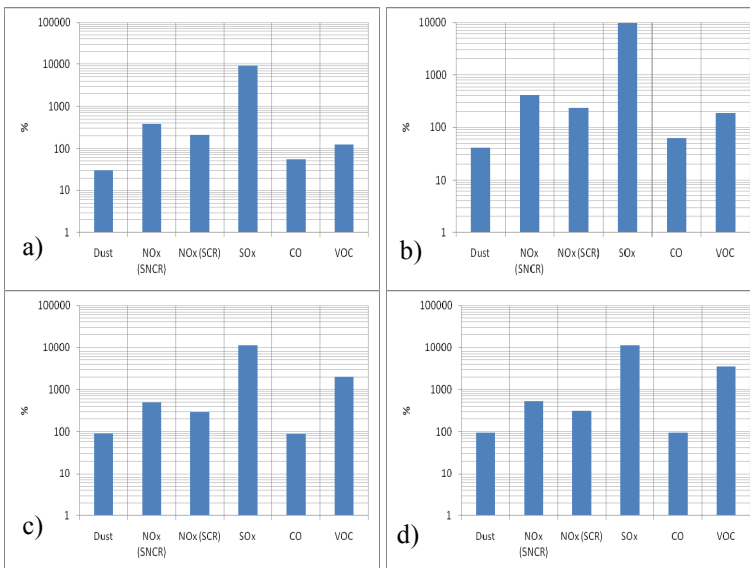 100000
10000
1000
100
10
1
%
Dust
NOx (SNCR)
NOx (SCR)
SOx
CO
VOC
a)
10000
1000
100
10
1
%
Dust
NOx (SNCR)
NOx (SCR)
SOx
CO
VOC
b)
100000
10000
1000
100
10
1
%
Dust
NOx (SNCR)
NOx (SCR)
SOx
CO
VOC
c)
100000
10000
1000
100
10
1
%
Dust
NOx (SNCR)
NOx (SCR)
SOx
CO
VOC
d)